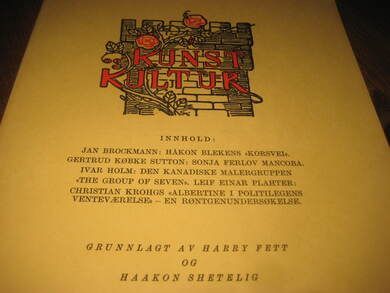 KUNST
KULTUR
INNHOLD:
JAN BROCKMANN: HÅKON BLEKENS «KORSVEI».
GERTRUD KØBKE SUTTON: SONJA FERLOV MANCOBA.
IVAR HOLM: DEN KANADISKE MALERGRUPPEN
«THE GROUP OF SEVEN». LEIF EINAR PLAHTER:
CHRISTIAN KROHGS «ALBERTINE I POLITILEGENS
VENTEVÆRELSE» – EN RØNTGENUNDERSØKELSE.
GRUNNLAGT AV HARRY FETT
OG
HAAKON SHETELIG